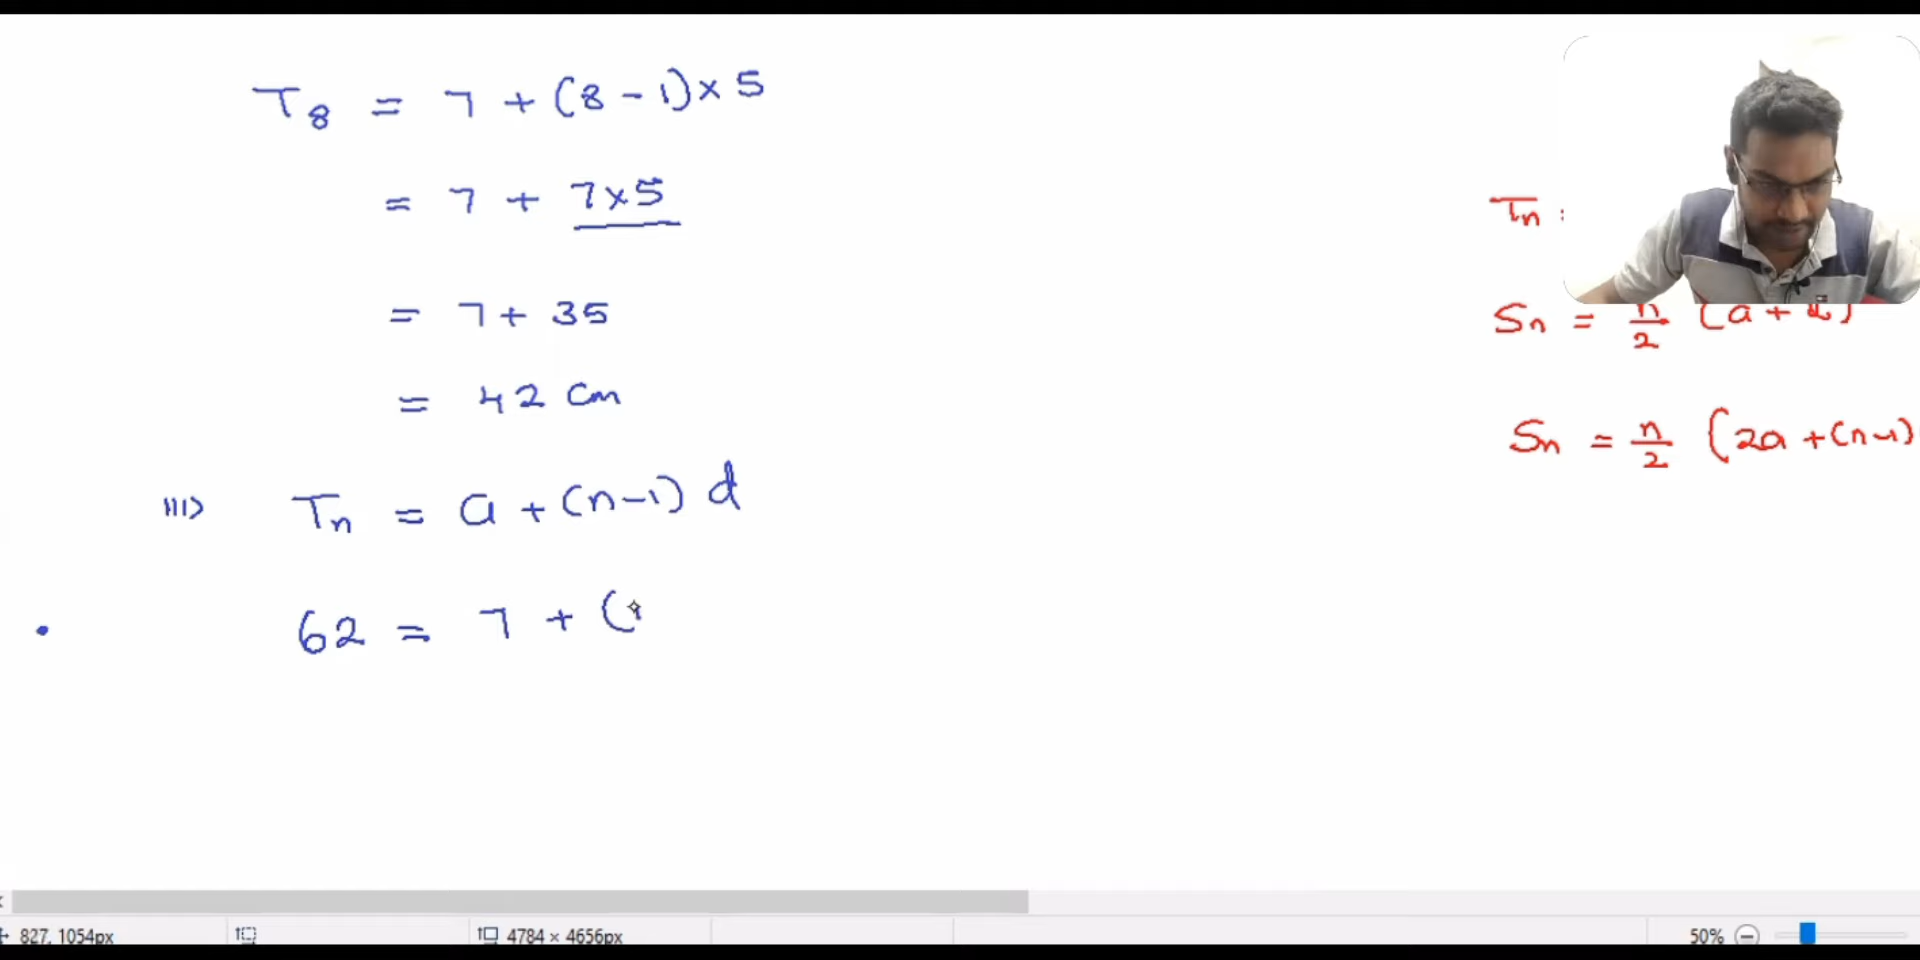 T₈ = 7 + (8 - 1) × 5
= 7 + 7×5
= 7 + 35
= 42 cm
iii) Tₙ = a + (n-1) d
62 = 7 + (
Tₙ =
Sₙ = n/2 (a + l)
Sₙ = n/2 (2a + (n-1)
827, 1054px
4784 × 4656px
50%